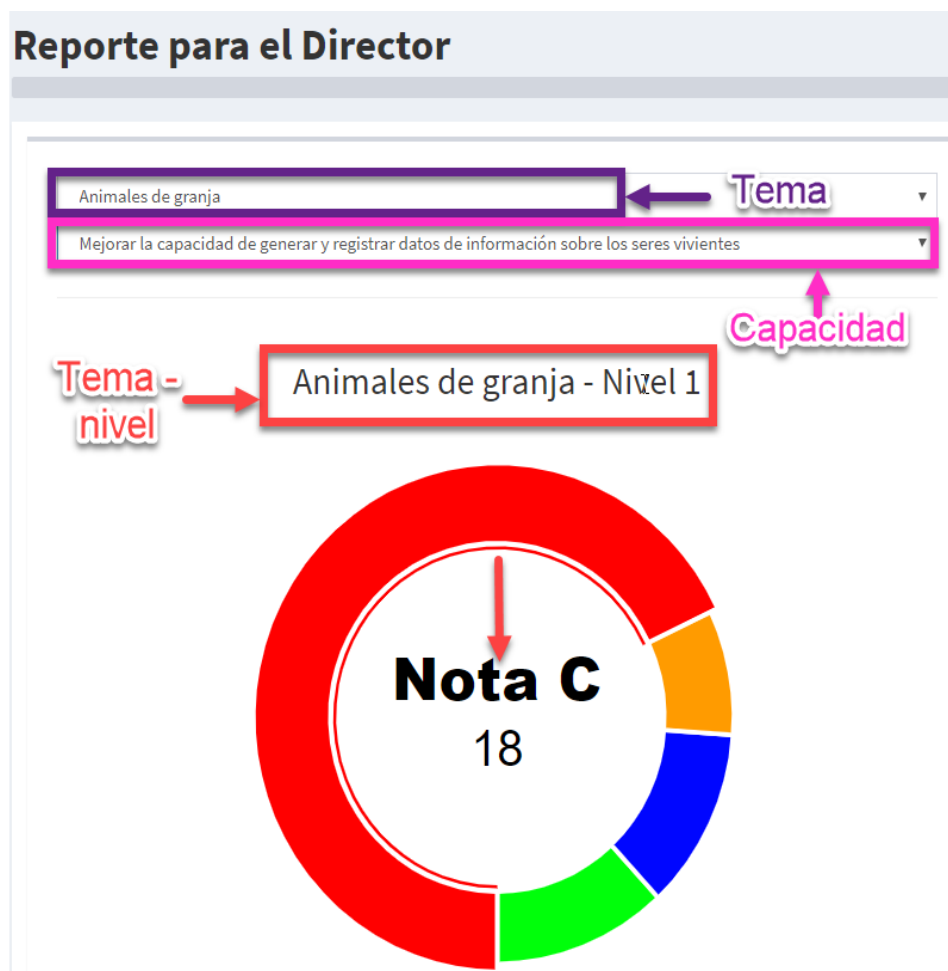 Reporte para el Director
Animales de granja
Tema
Mejorar la capacidad de generar y registrar datos de información sobre los seres vivientes
Capacidad
Tema -
nivel
Animales de granja - Nivel 1
Nota C
18